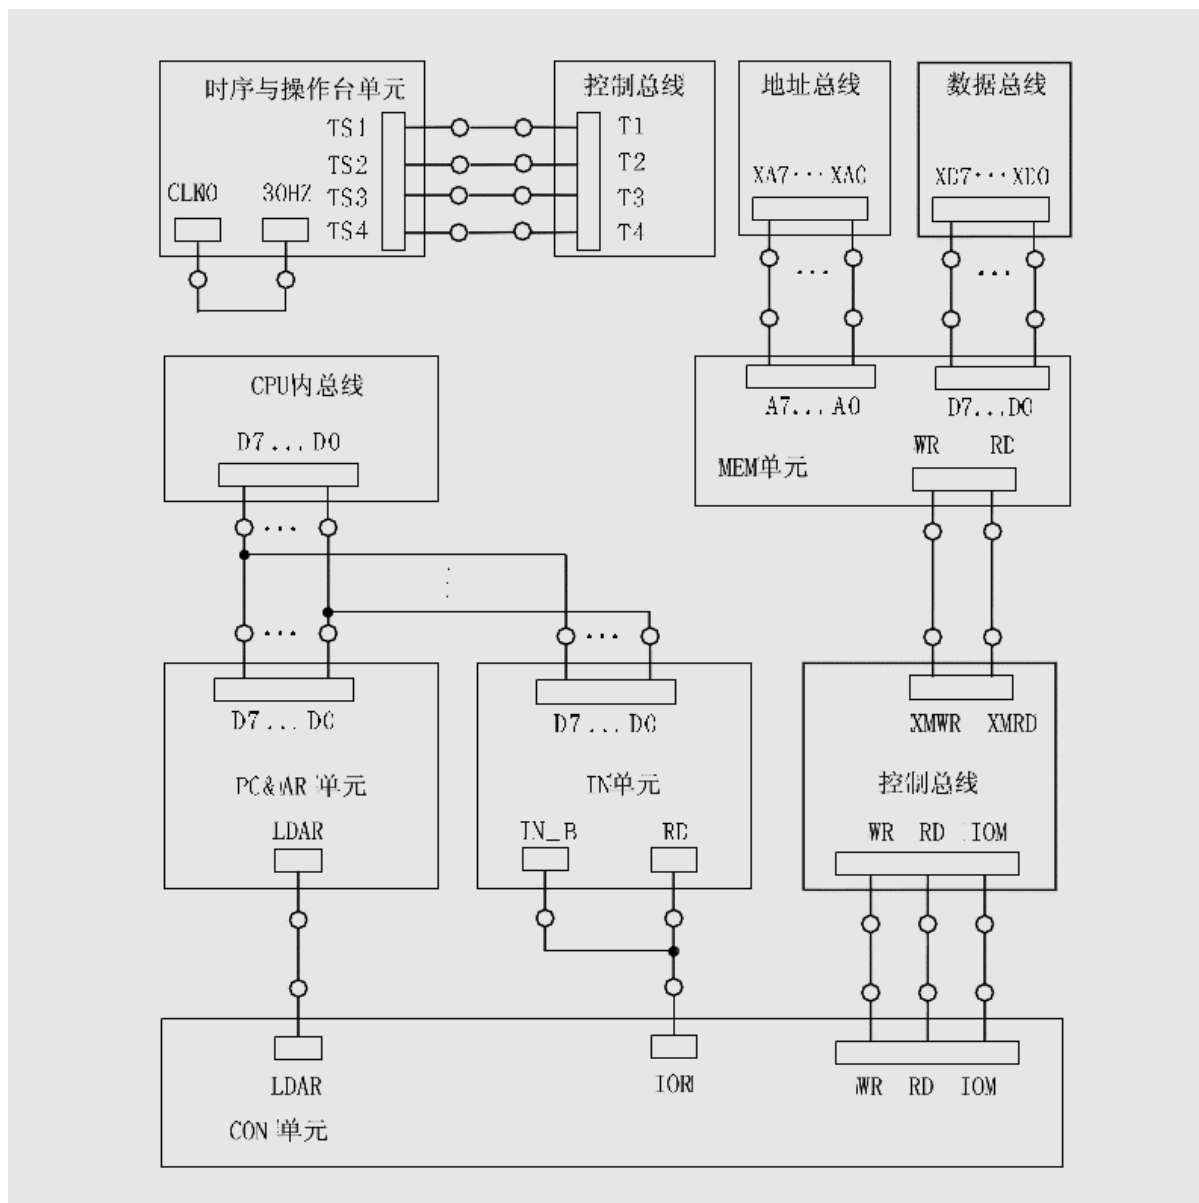 时序与操作台单元
TS1
TS2
TS3
TS4
CLK0
30HZ
控制总线
T1
T2
T3
T4
地址总线
XA7···XA0
数据总线
XD7···XD0
CPU内总线
D7...D0
A7...A0
D7...D0
MEM单元
WR RD
D7...D0
PC&AR单元
LDAR
D7...D0
IN单元
IN_B RD
XMWR XMRD
控制总线
WR RD IOM
LDAR
IOR
WR RD IOM
CON单元